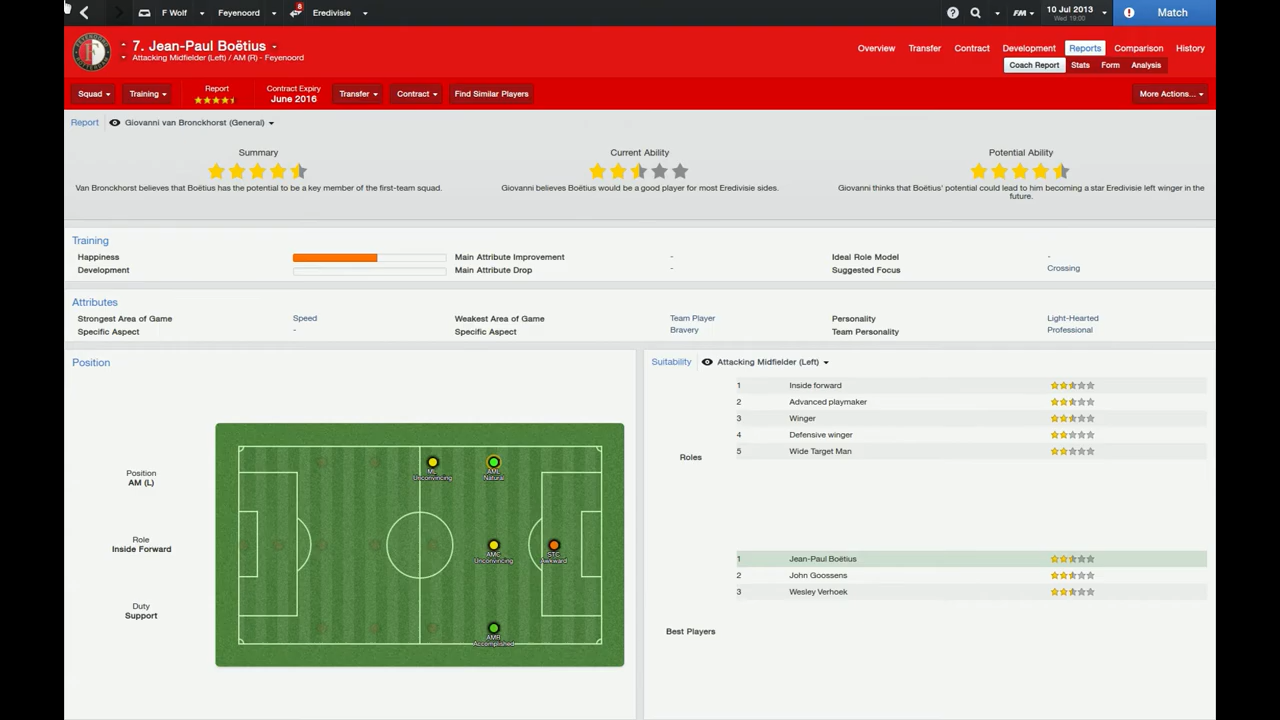 F Wolf
Feyenoord
8
Eredivisie
FM
10 Jul 2013
Wed 19:00
Match
7. Jean-Paul Boëtius
Attacking Midfielder (Left) / AM (R) - Feyenoord
Overview
Transfer
Contract
Development
Reports
Comparison
History
Coach Report
Stats
Form
Analysis
Squad
Training
Report
Contract Expiry
June 2016
Transfer
Contract
Find Similar Players
More Actions...
Report
Giovanni van Bronckhorst (General)
Summary
Van Bronckhorst believes that Boëtius has the potential to be a key member of the first-team squad.
Current Ability
Giovanni believes Boëtius would be a good player for most Eredivisie sides.
Potential Ability
Giovanni thinks that Boëtius' potential could lead to him becoming a star Eredivisie left winger in the
future.
Training
Happiness
Main Attribute Improvement -
Ideal Role Model -
Development
Main Attribute Drop -
Suggested Focus Crossing
Attributes
Strongest Area of Game Speed
Weakest Area of Game Team Player
Personality Light-Hearted
Specific Aspect -
Specific Aspect Bravery
Team Personality Professional
Position
Position
AM (L)
Role
Inside Forward
Duty
Support
ML
Unconvincing
AML
Natural
AMC
Unconvincing
STC
Awkward
AMR
Accomplished
Suitability
Attacking Midfielder (Left)
Roles
1 Inside forward
2 Advanced playmaker
3 Winger
4 Defensive winger
5 Wide Target Man
Best Players
1 Jean-Paul Boëtius
2 John Goossens
3 Wesley Verhoek